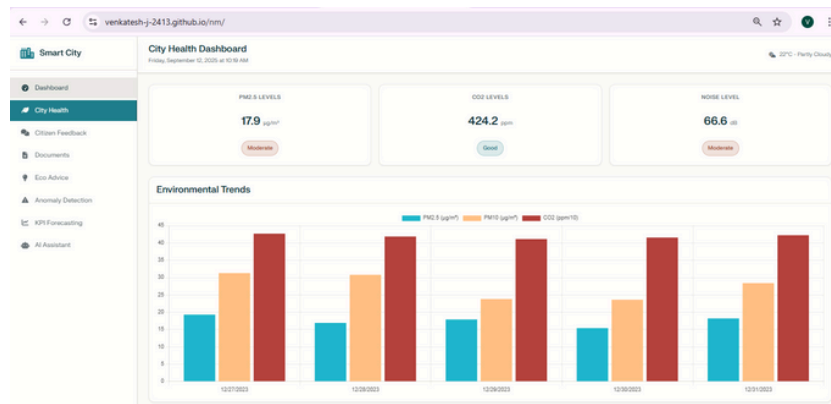 venkatesh-j-2413.github.io/nm/
V
Smart City
City Health Dashboard
Friday, September 12, 2025 at 10:19 AM
22°C - Partly Cloudy
Dashboard
City Health
Citizen Feedback
Documents
Eco Advice
Anomaly Detection
KPI Forecasting
AI Assistant
PM2.5 LEVELS
17.9 µg/m³
Moderate
CO2 LEVELS
424.2 ppm
Good
NOISE LEVEL
66.6 dB
Moderate
Environmental Trends
PM2.5 (µg/m³) PM10 (µg/m³) CO2 (ppm/10)
45
40
35
30
25
20
15
10
5
0
12/27/2023 12/28/2023 12/29/2023 12/30/2023 12/31/2023